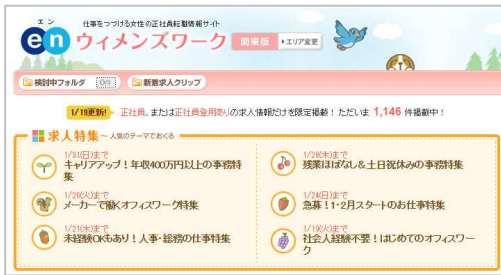 エン
en
仕事をつづける女性の正社員転職情報サイト
ウィメンズワーク 関東版 エリア変更
検討中フォルダ 0件 新着求人クリップ
1/19更新! 正社員、または正社員登用ありの求人情報だけを限定掲載! ただいま 1,146 件掲載中!
求人特集 ～ 人気のテーマでおくる
1/31(日)まで
キャリアアップ!年収400万円以上の事務特
集
1/28(木)まで
残業ほぼなし&土日祝休みの事務特集
1/26(火)まで
メーカーで働くオフィスワーク特集
1/24(日)まで
急募!1・2月スタートのお仕事特集
1/21(木)まで
未経験OKもあり!人事・総務の仕事特集
1/19(火)まで
社会人経験不要!はじめてのオフィスワー
ク